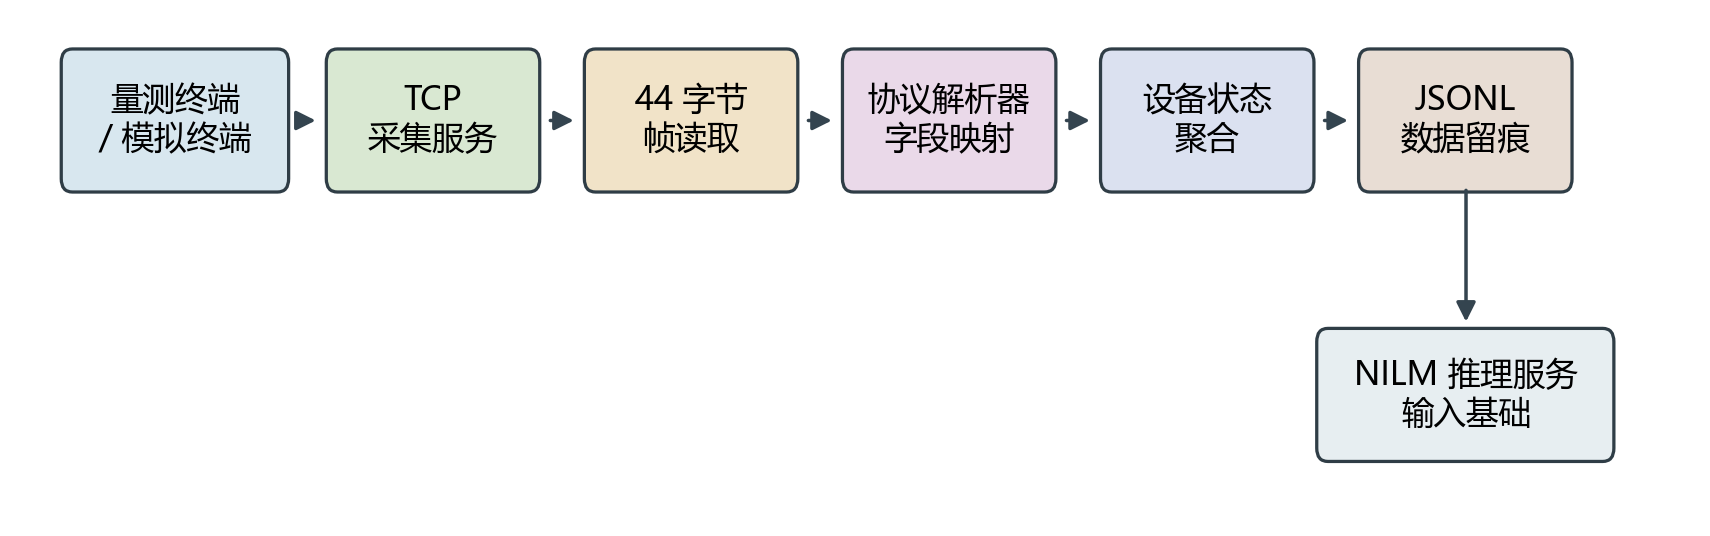 量测终端
/ 模拟终端
TCP
采集服务
44 字节
帧读取
协议解析器
字段映射
设备状态
聚合
JSONL
数据留痕
NILM 推理服务
输入基础